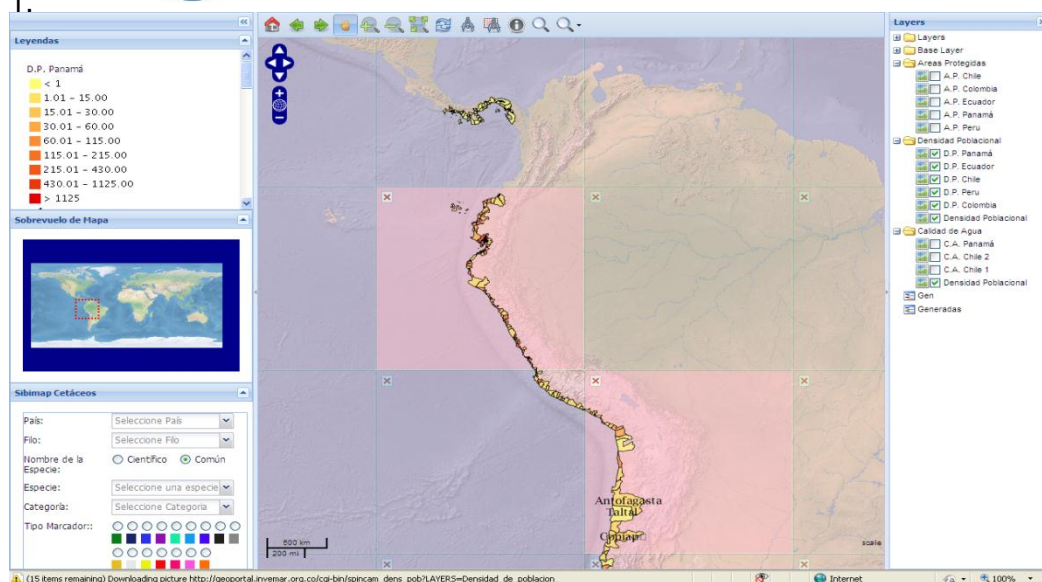 Leyendas
D.P. Panamá
< 1
1.01 - 15.00
15.01 - 30.00
30.01 - 60.00
60.01 - 115.00
115.01 - 215.00
215.01 - 430.00
430.01 - 1125.00
> 1125
Sobrevuelo de Mapa
Sibimap Cetáceos
País: Seleccione País
Filo: Seleccione Filo
Nombre de la Especie: Científico Común
Especie: Seleccione una especie
Categoría: Seleccione Categoria
Tipo Marcador::
Antofagasta
Taltal
500 km
200 mi
scale
Layers
Layers
Base Layer
Areas Protegidas
A.P. Chile
A.P. Colombia
A.P. Ecuador
A.P. Panamá
A.P. Peru
Densidad Poblacional
D.P. Panamá
D.P. Ecuador
D.P. Chile
D.P. Peru
D.P. Colombia
Densidad Poblacional
Calidad de Agua
C.A. Panamá
C.A. Chile 2
C.A. Chile 1
Densidad Poblacional
Gen
Generadas
(15 items remaining) Downloading picture http://geoportal.invemar.org.co/cgi-bin/spincam_dens_pob?LAYERS=Densidad_de_poblacion
Internet
100%